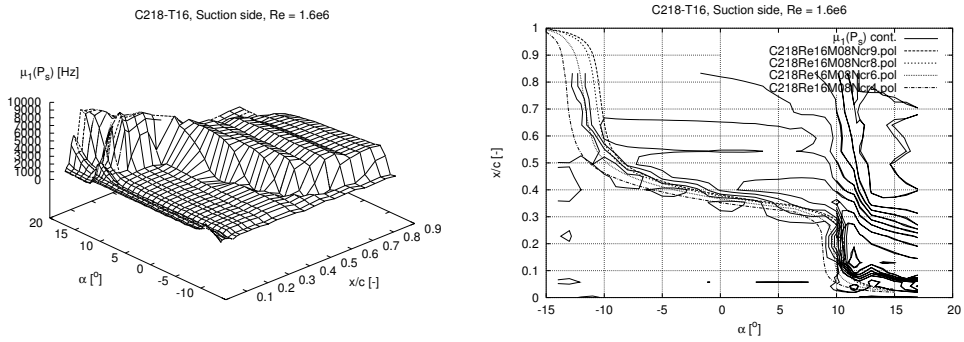 C218-T16, Suction side, Re = 1.6e6
μ1(Ps) [Hz]
10000
9000
8000
7000
6000
5000
4000
3000
2000
1000
0
20
15
10
5
0
-5
-10
α [°]
0.1
0.2
0.3
0.4
0.5
0.6
0.7
0.8
0.9
x/c [-]
C218-T16, Suction side, Re = 1.6e6
μ1(Ps) cont.
C218Re16M08Ncr9.pol
C218Re16M08Ncr8.pol
C218Re16M08Ncr6.pol
C218Re16M08Ncr4.pol
1
0.9
0.8
0.7
0.6
0.5
0.4
0.3
0.2
0.1
0
x/c [-]
-15 -10 -5 0 5 10 15 20
α [°]